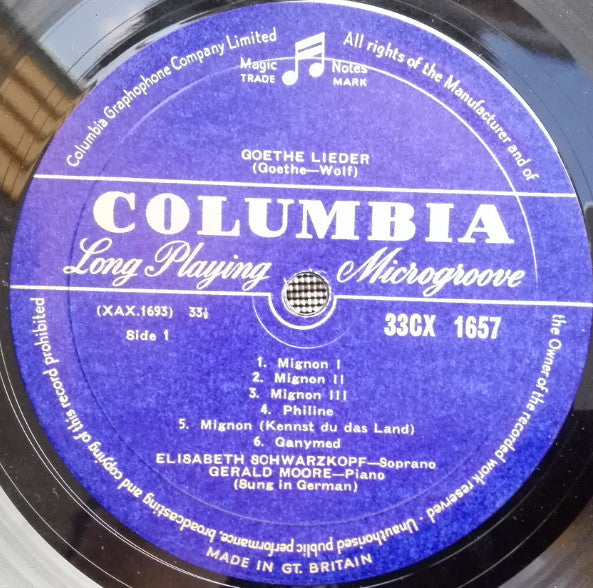 Columbia Graphophone Company Limited
All rights of the Manufacturer and of
the Owner of the recorded work reserved · Unauthorised public performance, broadcasting and copying of this record prohibited
Magic Notes
TRADE MARK
GOETHE LIEDER
(Goethe—Wolf)
COLUMBIA
Long Playing Microgroove
(XAX.1693) 33⅓
33CX 1657
Side 1
1. Mignon I
2. Mignon II
3. Mignon III
4. Philine
5. Mignon (Kennst du das Land)
6. Ganymed
ELISABETH SCHWARZKOPF—Soprano
GERALD MOORE—Piano
(Sung in German)
MADE IN GT. BRITAIN